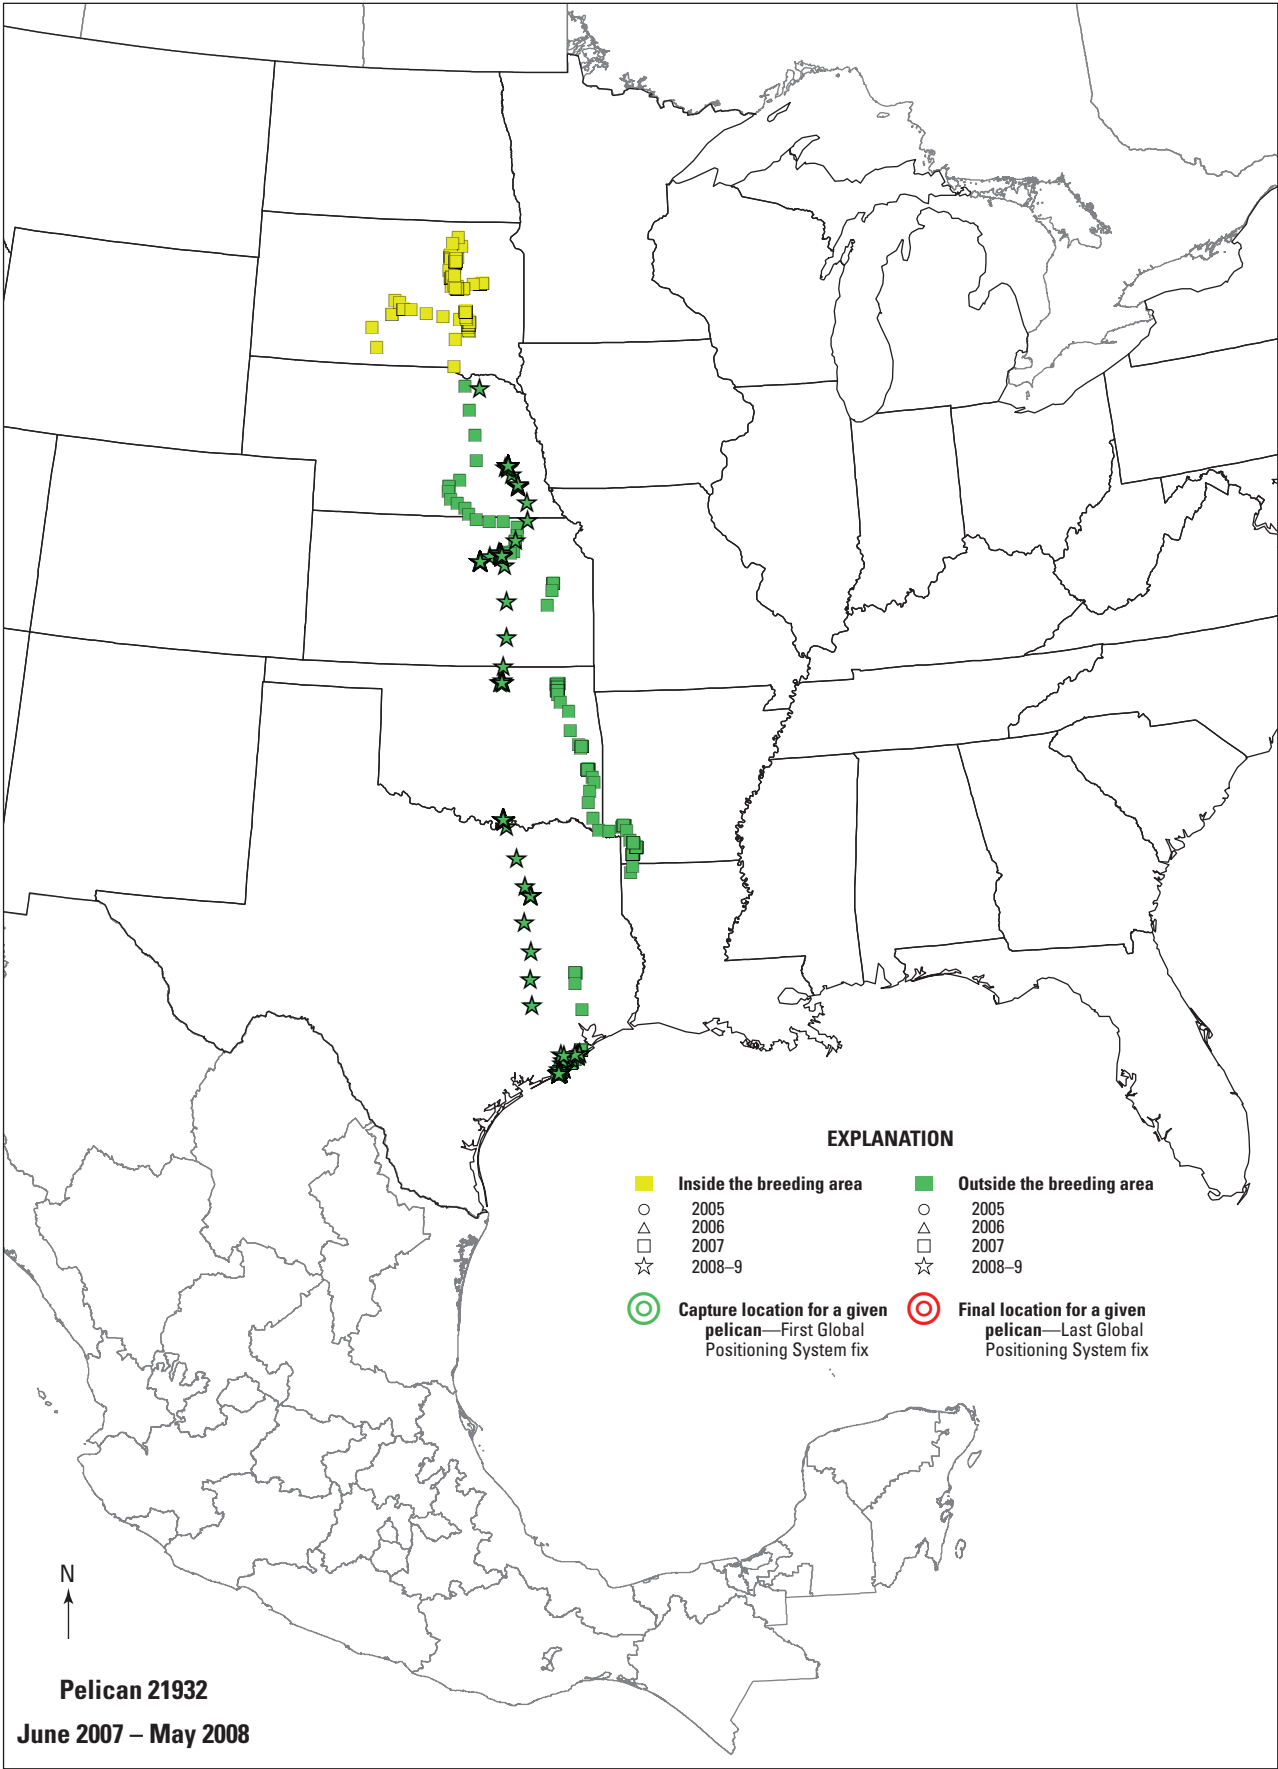 EXPLANATION
Inside the breeding area
2005
2006
2007
2008–9
Capture location for a given
pelican—First Global
Positioning System fix
Outside the breeding area
2005
2006
2007
2008–9
Final location for a given
pelican—Last Global
Positioning System fix
N
Pelican 21932
June 2007 – May 2008